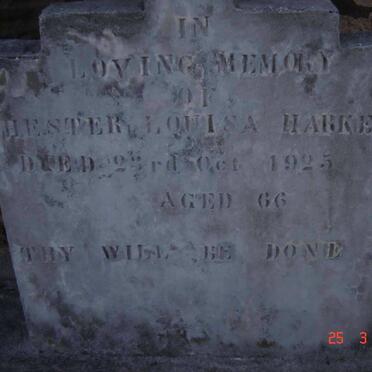 IN
LOVING MEMORY
OF
HESTER LOUISA HARKE
DIED 23rd Oct 1925
AGED 66
THY WILL BE DONE
25 3